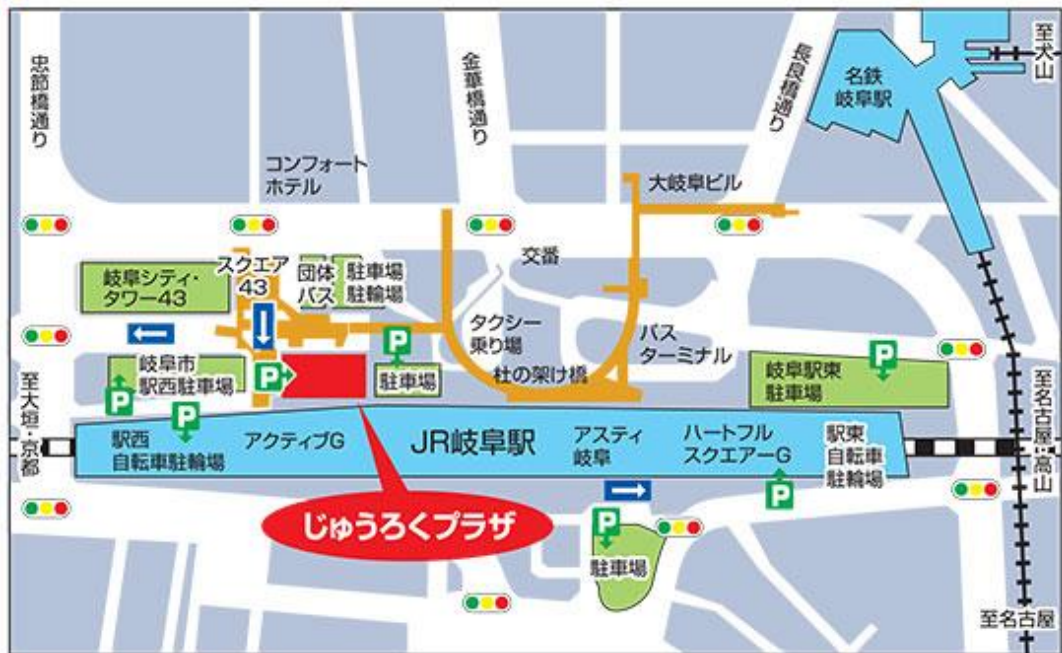 忠節橋通り
金華橋通り
長良橋通り
名鉄
岐阜駅
至犬山
コンフォート
ホテル
大岐阜ビル
交番
岐阜シティ・
タワー43
スクエア
43
団体
バス
駐車場
駐輪場
タクシー
乗り場
バス
ターミナル
杜の架け橋
岐阜市
駅西駐車場
P
P
P
駐車場
P
岐阜駅東
駐車場
P
至大垣・京都
至名古屋・高山
駅西
自転車駐輪場
P
アクティブG
JR岐阜駅
アスティ
岐阜
ハートフル
スクエアーG
P
駅東
自転車
駐輪場
じゅうろくプラザ
P
駐車場
至名古屋